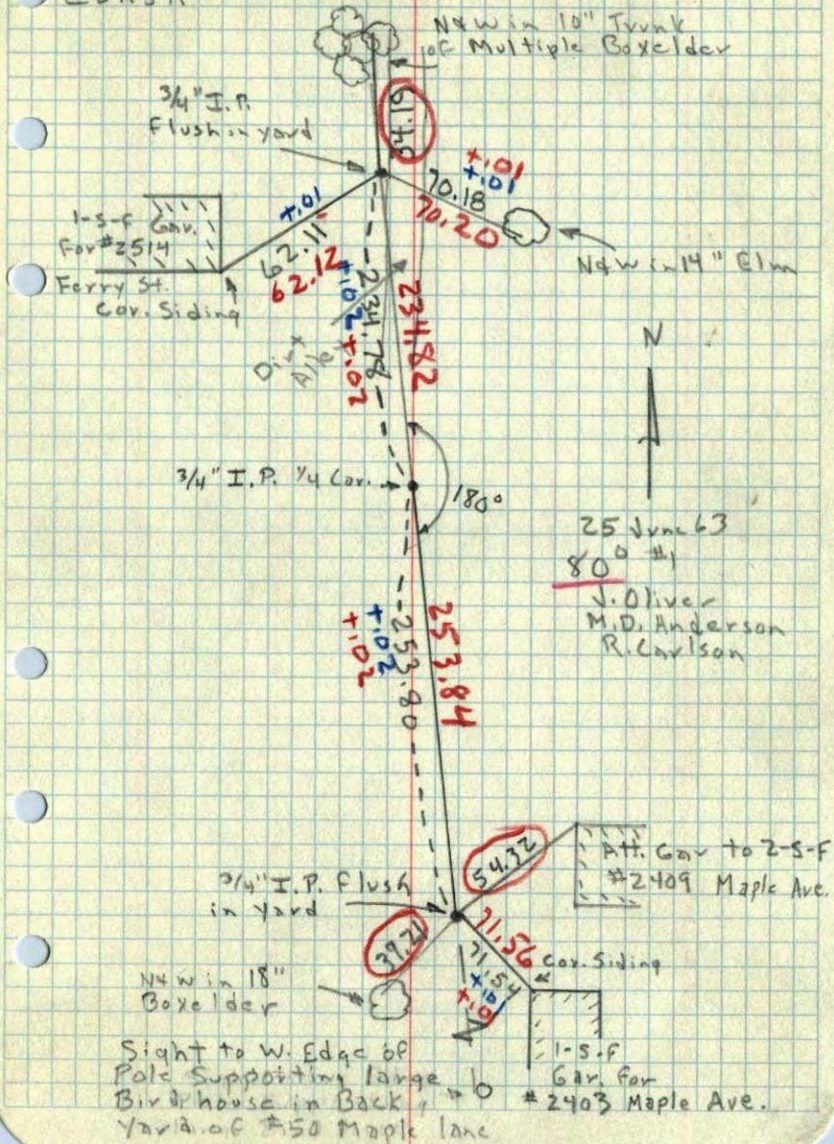 N&W in 10" Trunk
of Multiple Boxelder
54.19
3/4" I.P.
Flush in yard
+.01
+.01
70.18
70.20
N&W in 14" Elm
+.01
62.11
62.12
1-S-F Gar.
For #2514
Ferry St.
Cor. Siding
+.02 +.02
234.78
234.82
Dirt
Alley
N
3/4" I.P. 1/4 Cor.
180°
25 June 63
80° #1
J. Oliver
M.D. Anderson
R. Carlson
+.02
+.02
253.80
253.84
54.32
Att. Gar to 2-S-F
#2409 Maple Ave.
3/4" I.P. Flush
in yard
39.21
71.56
71.54
+.01
+.01
Cor. Siding
N&W in 18"
Boxelder
1-S-F
Gar. For
#2403 Maple Ave.
Sight to W. Edge of
Pole Supporting large
Birdhouse in Back
Yard of #50 Maple lane